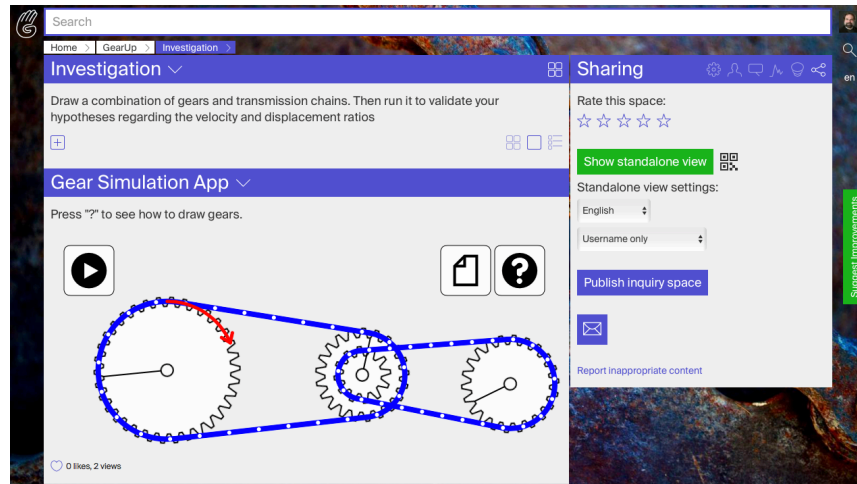 Search
Home > GearUp > Investigation >
en
Investigation
Draw a combination of gears and transmission chains. Then run it to validate your
hypotheses regarding the velocity and displacement ratios
Gear Simulation App
Press "?" to see how to draw gears.
?
0 likes, 2 views
Sharing
Rate this space:
Show standalone view
Standalone view settings:
English
Username only
Publish inquiry space
Report inappropriate content
Suggest Improvements